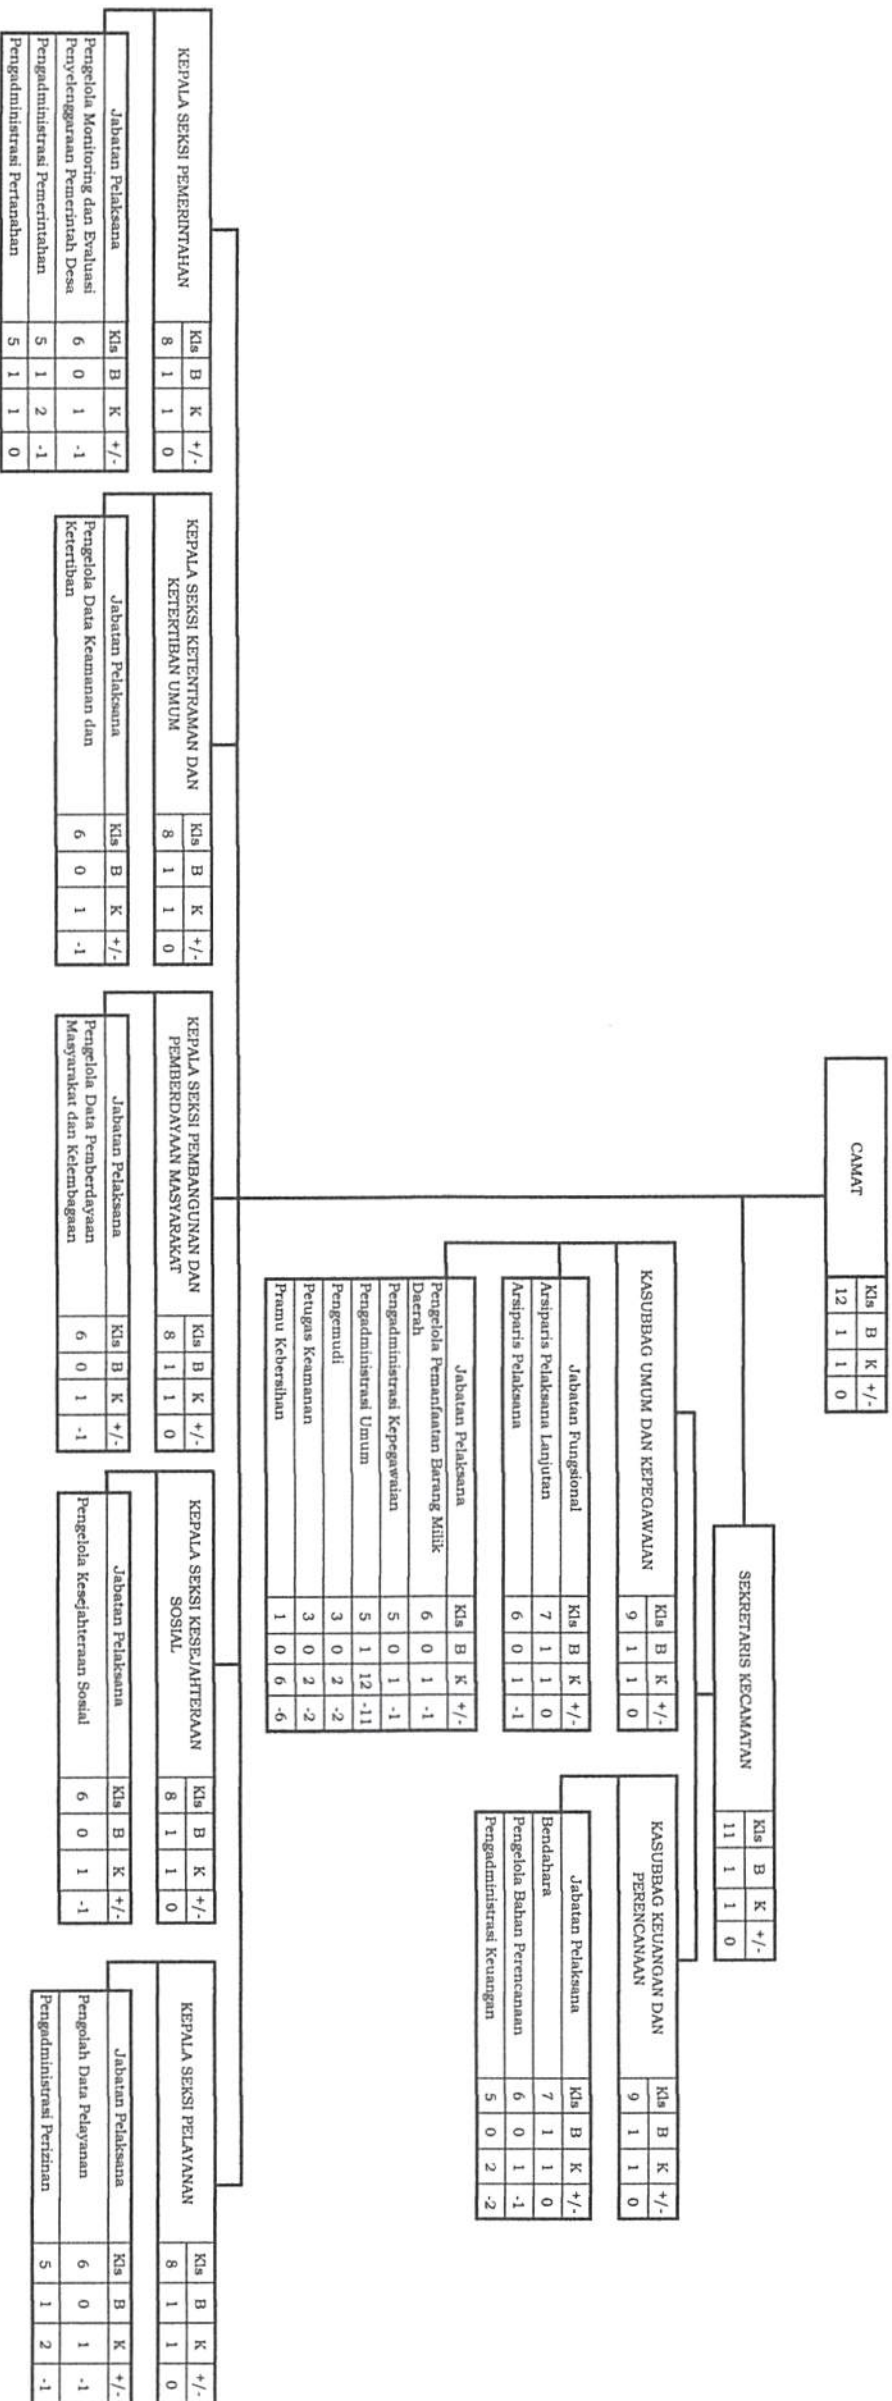 CAMAT
Kls B K +/-
12 1 1 0
SEKRETARIS KECAMATAN
Kls B K +/-
11 1 1 0
KASUBBAG UMUM DAN KEPEGAWAIAN
Kls B K +/-
9 1 1 0
Jabatan Fungsional Kls B K +/-
Arsiparis Pelaksana Lanjutan 7 1 1 0
Arsiparis Pelaksana 6 0 1 -1
Jabatan Pelaksana Kls B K +/-
Pengelola Pemanfaatan Barang Milik
Daerah 6 0 1 -1
Pengadministrasi Kepegawaian 5 0 1 -1
Pengadministrasi Umum 5 1 12 -11
Pengemudi 3 0 2 -2
Petugas Keamanan 3 0 2 -2
Pramu Kebersihan 1 0 6 -6
KASUBBAG KEUANGAN DAN
PERENCANAAN
Kls B K +/-
9 1 1 0
Jabatan Pelaksana Kls B K +/-
Bendahara 7 1 1 0
Pengelola Bahan Perencanaan 6 0 1 -1
Pengadministrasi Keuangan 5 0 2 -2
KEPALA SEKSI PEMERINTAHAN
Kls B K +/-
8 1 1 0
Jabatan Pelaksana Kls B K +/-
Pengelola Monitoring dan Evaluasi
Penyelenggaraan Pemerintah Desa 6 0 1 -1
Pengadministrasi Pemerintahan 5 1 2 -1
Pengadministrasi Pertanahan 5 1 1 0
KEPALA SEKSI KETENTRAMAN DAN
KETERTIBAN UMUM
Kls B K +/-
8 1 1 0
Jabatan Pelaksana Kls B K +/-
Pengelola Data Keamanan dan
Ketertiban 6 0 1 -1
KEPALA SEKSI PEMBANGUNAN DAN
PEMBERDAYAAN MASYARAKAT
Kls B K +/-
8 1 1 0
Jabatan Pelaksana Kls B K +/-
Pengelola Data Pemberdayaan
Masyarakat dan Kelembagaan 6 0 1 -1
KEPALA SEKSI KESEJAHTERAAN
SOSIAL
Kls B K +/-
8 1 1 0
Jabatan Pelaksana Kls B K +/-
Pengelola Kesejahteraan Sosial 6 0 1 -1
KEPALA SEKSI PELAYANAN
Kls B K +/-
8 1 1 0
Jabatan Pelaksana Kls B K +/-
Pengolah Data Pelayanan 6 0 1 -1
Pengadministrasi Perizinan 5 1 2 -1